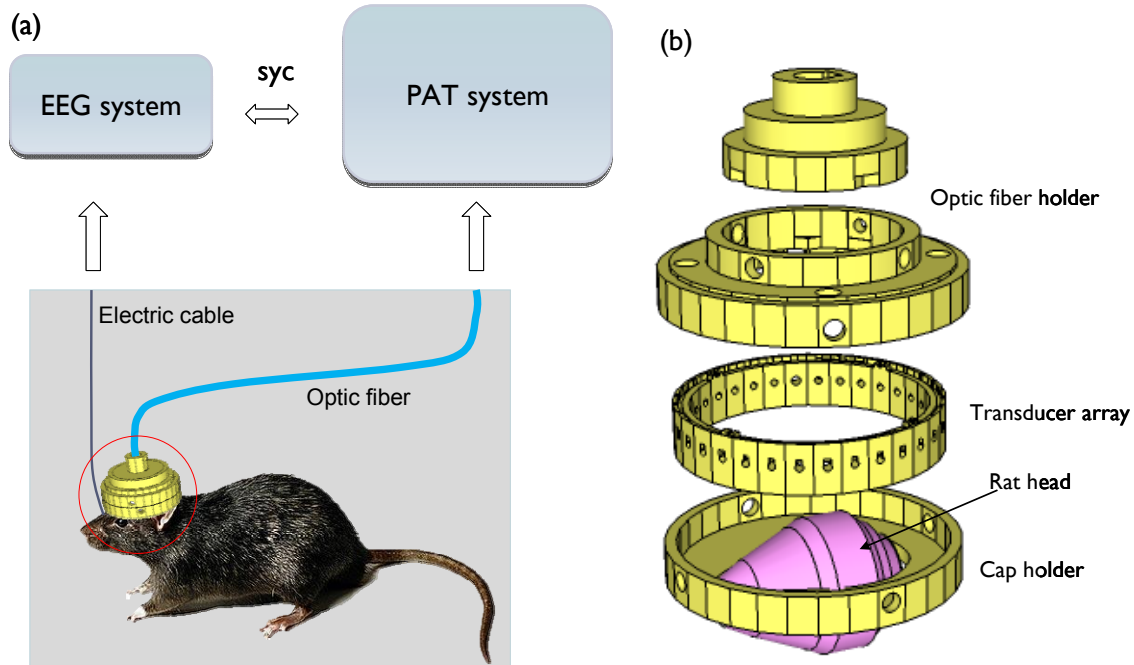 (a)
EEG system
syc
PAT system
Electric cable
Optic fiber
(b)
Optic fiber holder
Transducer array
Rat head
Cap holder